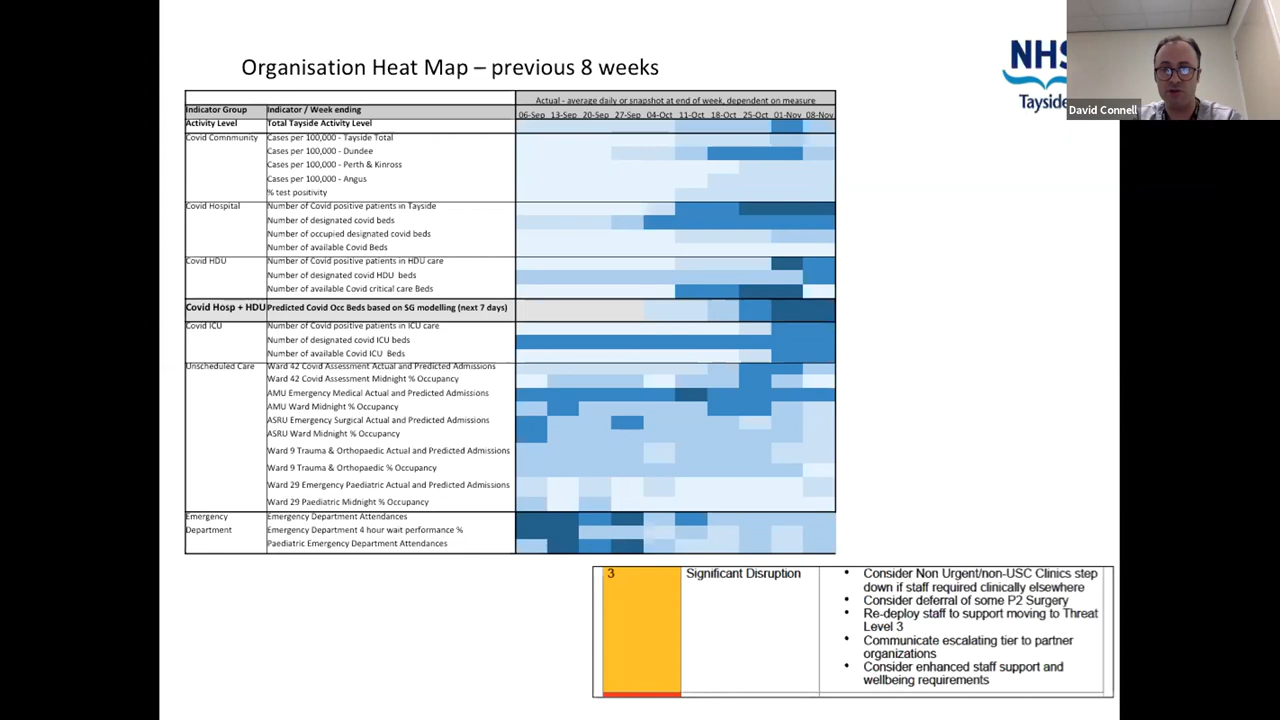 Organisation Heat Map – previous 8 weeks
NHS
Tayside
David Connell
Actual - average daily or snapshot at end of week, dependent on measure
Indicator Group Indicator / Week ending 06-Sep 13-Sep 20-Sep 27-Sep 04-Oct 11-Oct 18-Oct 25-Oct 01-Nov 08-Nov
Activity Level Total Tayside Activity Level
Covid Comnmunity Cases per 100,000 - Tayside Total
Cases per 100,000 - Dundee
Cases per 100,000 - Perth & Kinross
Cases per 100,000 - Angus
% test positivity
Covid Hospital Number of Covid positive patients in Tayside
Number of designated covid beds
Number of occupied designated covid beds
Number of available Covid Beds
Covid HDU Number of Covid positive patients in HDU care
Number of designated covid HDU beds
Number of available Covid critical care Beds
Covid Hosp + HDU Predicted Covid Occ Beds based on SG modelling (next 7 days)
Covid ICU Number of Covid positive patients in ICU care
Number of designated covid ICU beds
Number of available Covid ICU Beds
Unscheduled Care Ward 42 Covid Assessment Actual and Predicted Admissions
Ward 42 Covid Assessment Midnight % Occupancy
AMU Emergency Medical Actual and Predicted Admissions
AMU Ward Midnight % Occupancy
ASRU Emergency Surgical Actual and Predicted Admissions
ASRU Ward Midnight % Occupancy
Ward 9 Trauma & Orthopaedic Actual and Predicted Admissions
Ward 9 Trauma & Orthopaedic % Occupancy
Ward 29 Emergency Paediatric Actual and Predicted Admissions
Ward 29 Paediatric Midnight % Occupancy
Emergency Emergency Department Attendances
Department Emergency Department 4 hour wait performance %
Paediatric Emergency Department Attendances
3 Significant Disruption • Consider Non Urgent/non-USC Clinics step
down if staff required clinically elsewhere
• Consider deferral of some P2 Surgery
• Re-deploy staff to support moving to Threat
Level 3
• Communicate escalating tier to partner
organizations
• Consider enhanced staff support and
wellbeing requirements